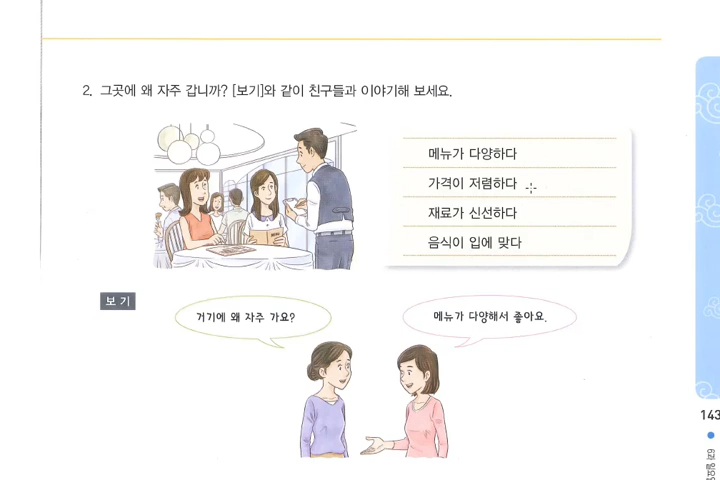 2. 그곳에 왜 자주 갑니까? [보기]와 같이 친구들과 이야기해 보세요.
메뉴가 다양하다
가격이 저렴하다
재료가 신선하다
음식이 입에 맞다
보기
거기에 왜 자주 가요?
메뉴가 다양해서 좋아요.
143